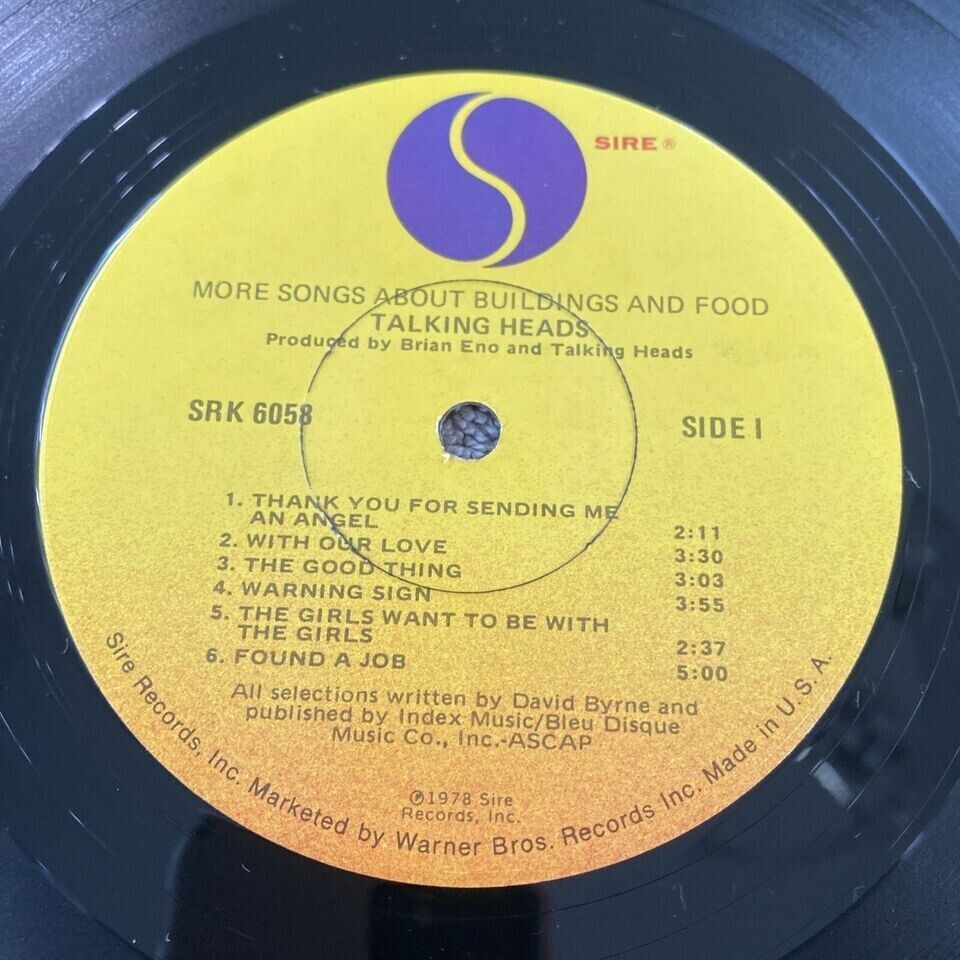 SIRE ®
MORE SONGS ABOUT BUILDINGS AND FOOD
TALKING HEADS
Produced by Brian Eno and Talking Heads
SRK 6058
SIDE I
1. THANK YOU FOR SENDING ME
AN ANGEL 2:11
2. WITH OUR LOVE 3:30
3. THE GOOD THING 3:03
4. WARNING SIGN 3:55
5. THE GIRLS WANT TO BE WITH
THE GIRLS 2:37
6. FOUND A JOB 5:00
All selections written by David Byrne and
published by Index Music/Bleu Disque
Music Co., Inc.-ASCAP
℗1978 Sire
Records, Inc.
Sire Records, Inc. Marketed by Warner Bros. Records Inc. Made in U.S.A.